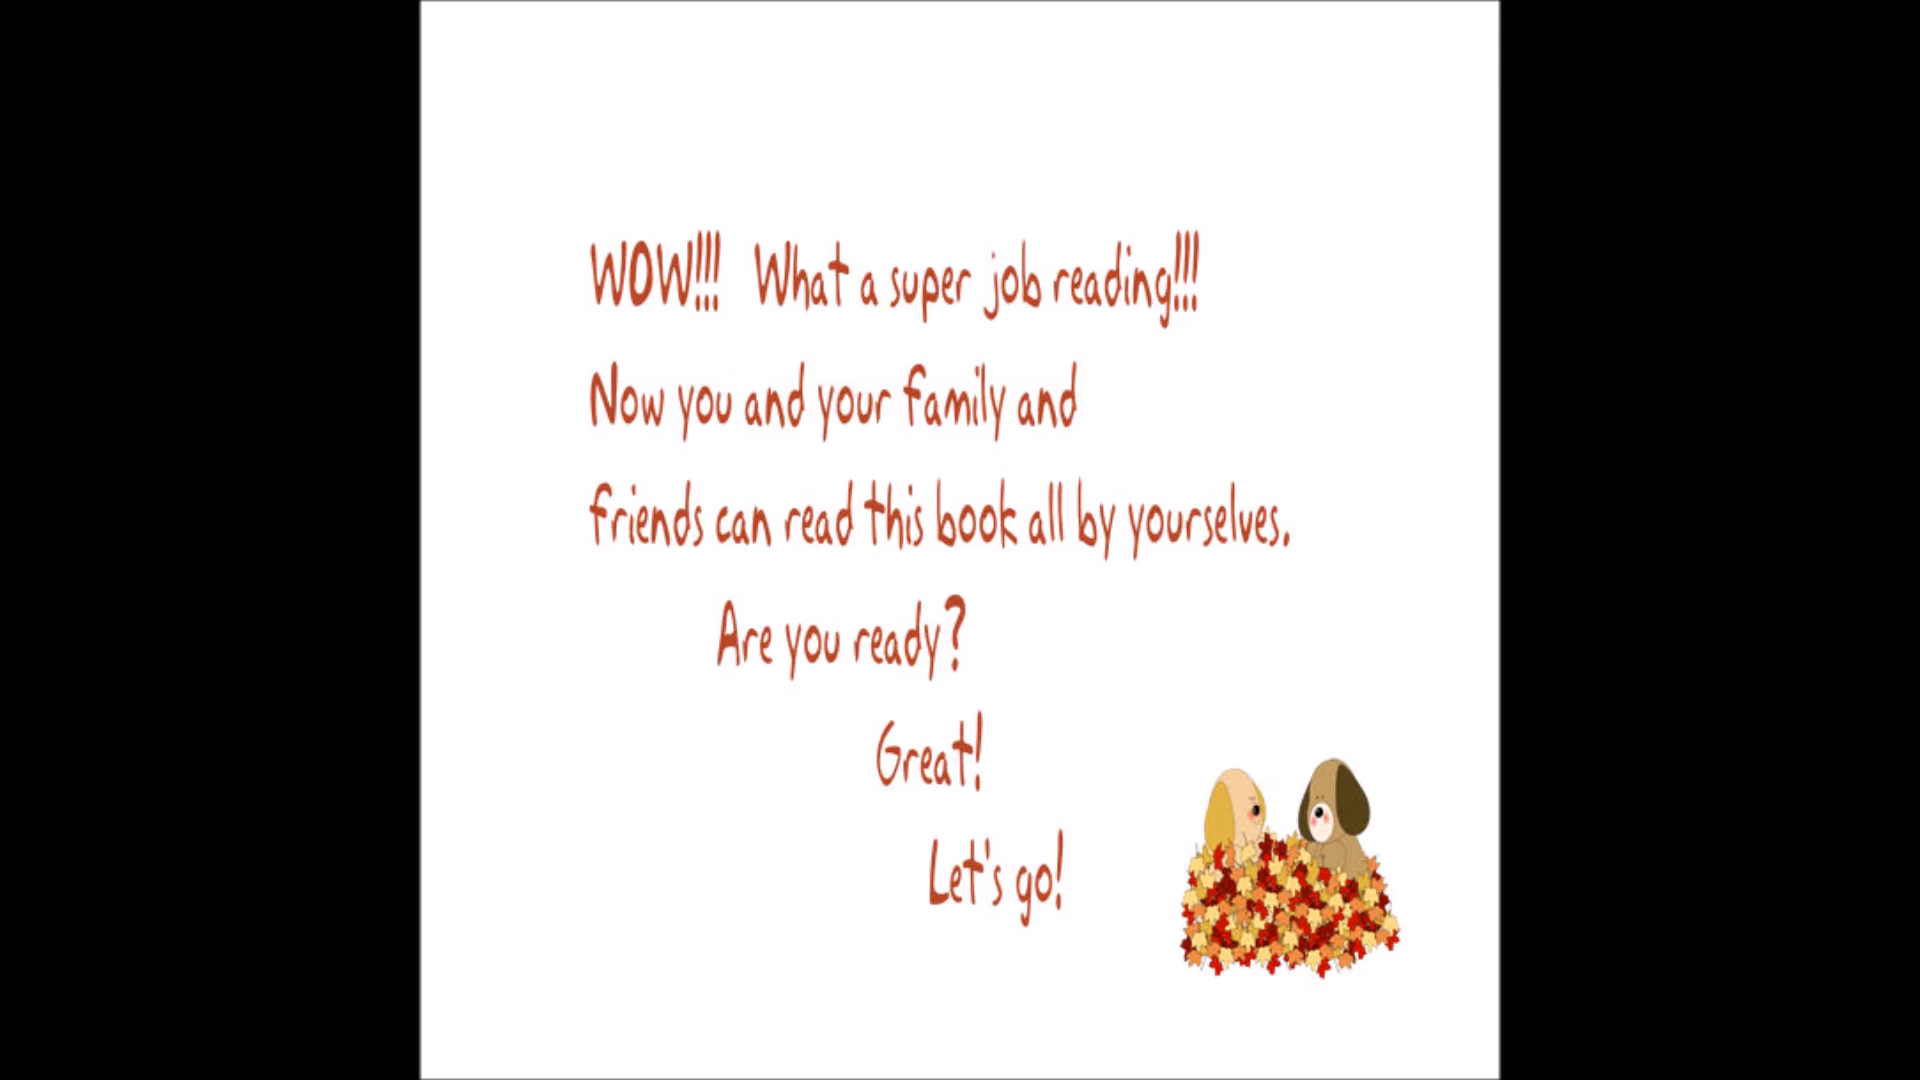 WOW!!! What a super job reading!!!
Now you and your family and
friends can read this book all by yourselves.
Are you ready?
Great!
Let's go!